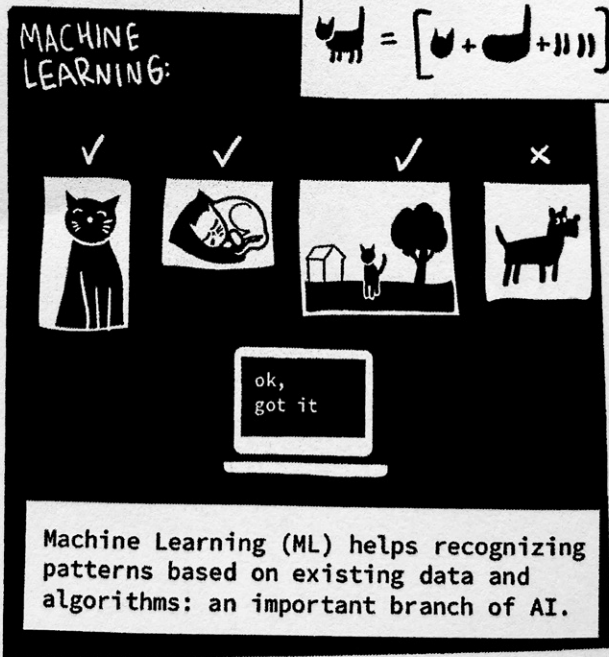 MACHINE
LEARNING:
ok,
got it
Machine Learning (ML) helps recognizing
patterns based on existing data and
algorithms: an important branch of AI.